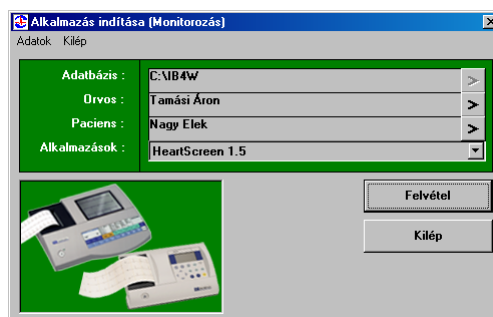 Alkalmazás indítása (Monitorozás)
Adatok Kilép
Adatbázis : C:\IB4W >
Orvos : Tamási Áron >
Paciens : Nagy Elek >
Alkalmazások : HeartScreen 1.5
Felvétel
Kilép